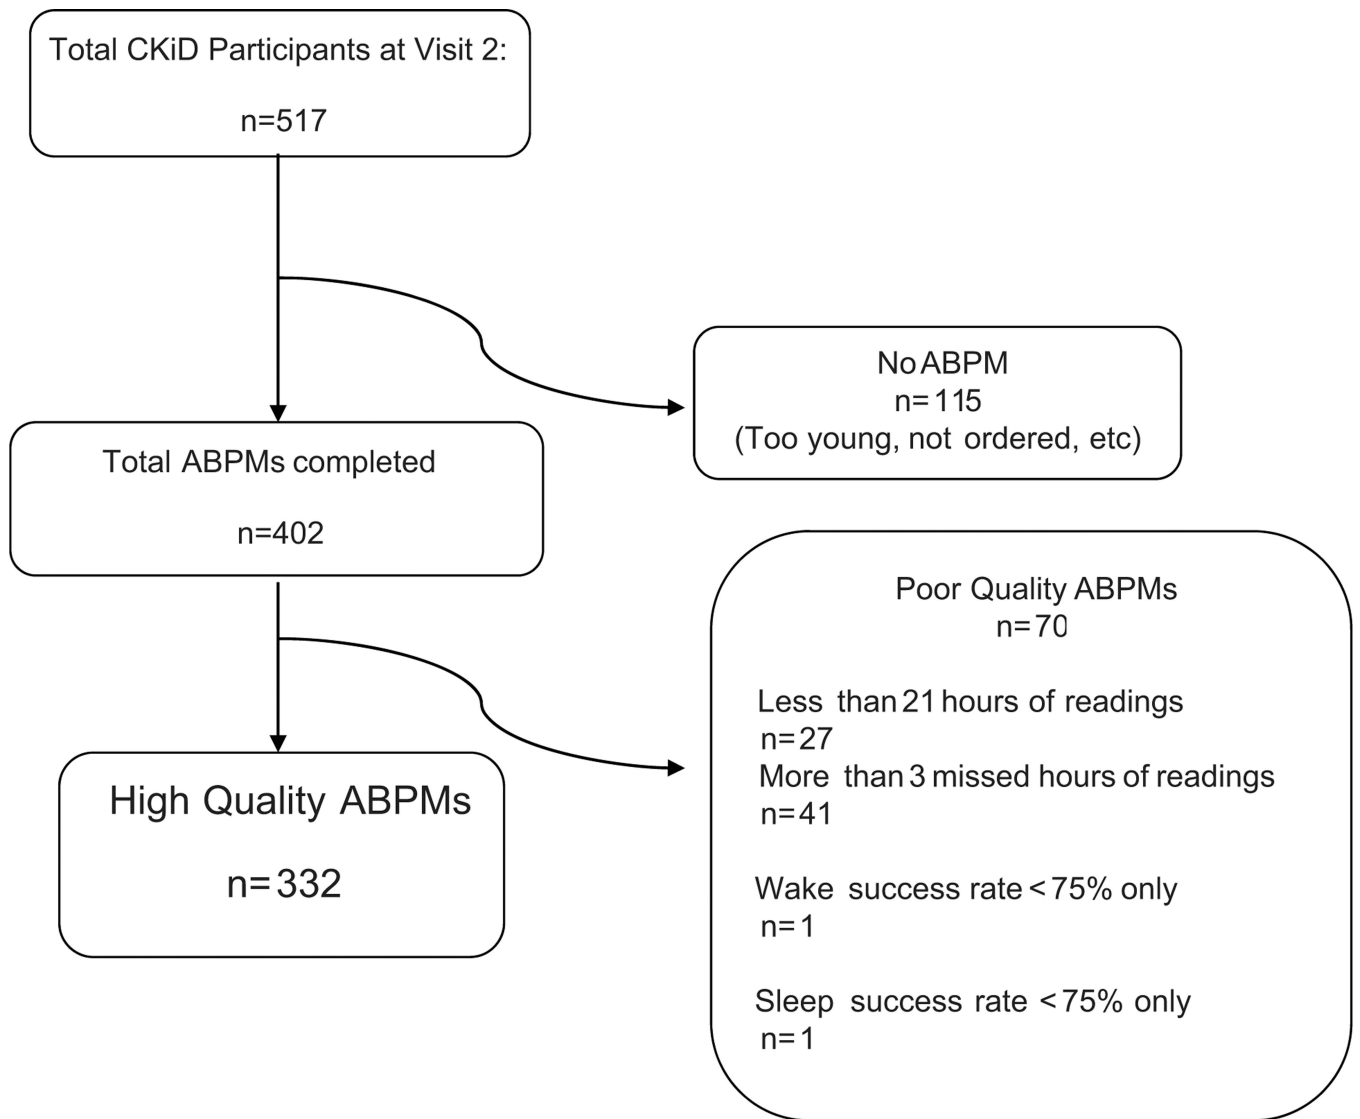 Total CKiD Participants at Visit 2:
n=517
No ABPM
n=115
(Too young, not ordered, etc)
Total ABPMs completed
n=402
Poor Quality ABPMs
n=70
Less than 21 hours of readings
n=27
More than 3 missed hours of readings
n=41
Wake success rate <75% only
n=1
Sleep success rate <75% only
n=1
High Quality ABPMs
n=332